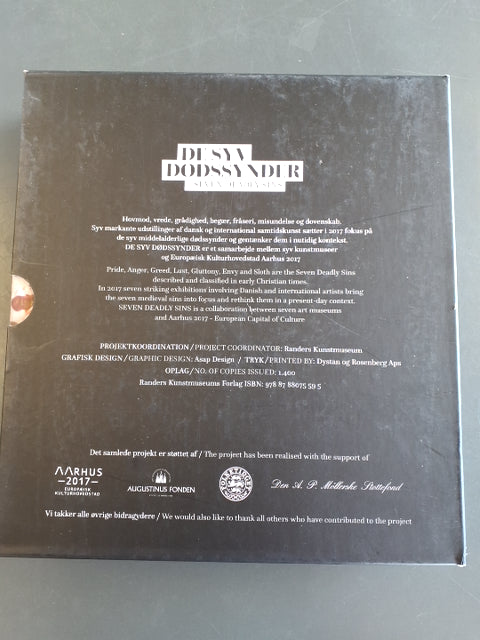 DE SYV
DØDSSYNDER
SEVEN DEADLY SINS
Hovmod, vrede, grådighed, begær, fråseri, misundelse og dovenskab.
Syv markante udstillinger af dansk og international samtidskunst sætter i 2017 fokus på
de syv middelalderlige dødssynder og gentænker dem i nutidig kontekst.
DE SYV DØDSSYNDER er et samarbejde mellem syv kunstmuseer
og Europæisk Kulturhovedstad Aarhus 2017
Pride, Anger, Greed, Lust, Gluttony, Envy and Sloth are the Seven Deadly Sins
described and classified in early Christian times.
In 2017 seven striking exhibitions involving Danish and international artists bring
the seven medieval sins into focus and rethink them in a present-day context.
SEVEN DEADLY SINS is a collaboration between seven art museums
and Aarhus 2017 - European Capital of Culture
PROJEKTKOORDINATION/PROJECT COORDINATOR: Randers Kunstmuseum
GRAFISK DESIGN/GRAPHIC DESIGN: Asap Design / TRYK/PRINTED BY: Dystan og Rosenberg Aps
OPLAG/NO. OF COPIES ISSUED: 1.400
Randers Kunstmuseums Forlag ISBN: 978 87 88075 59 5
Det samlede projekt er støttet af / The project has been realised with the support of
AARHUS
—2017—
EUROPÆISK
KULTURHOVEDSTAD
AUGUSTINUS FONDEN
Den A. P. Møllerske Støttefond
Vi takker alle øvrige bidragydere / We would also like to thank all others who have contributed to the project